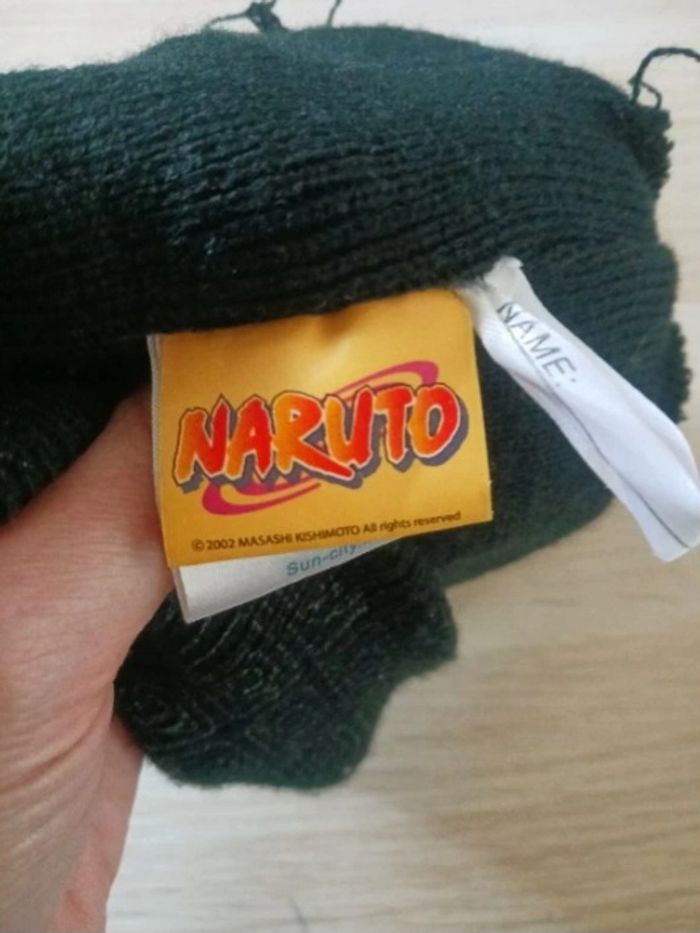 NARUTO
© 2002 MASASHI KISHIMOTO All rights reserved
Sun-city
NAME: